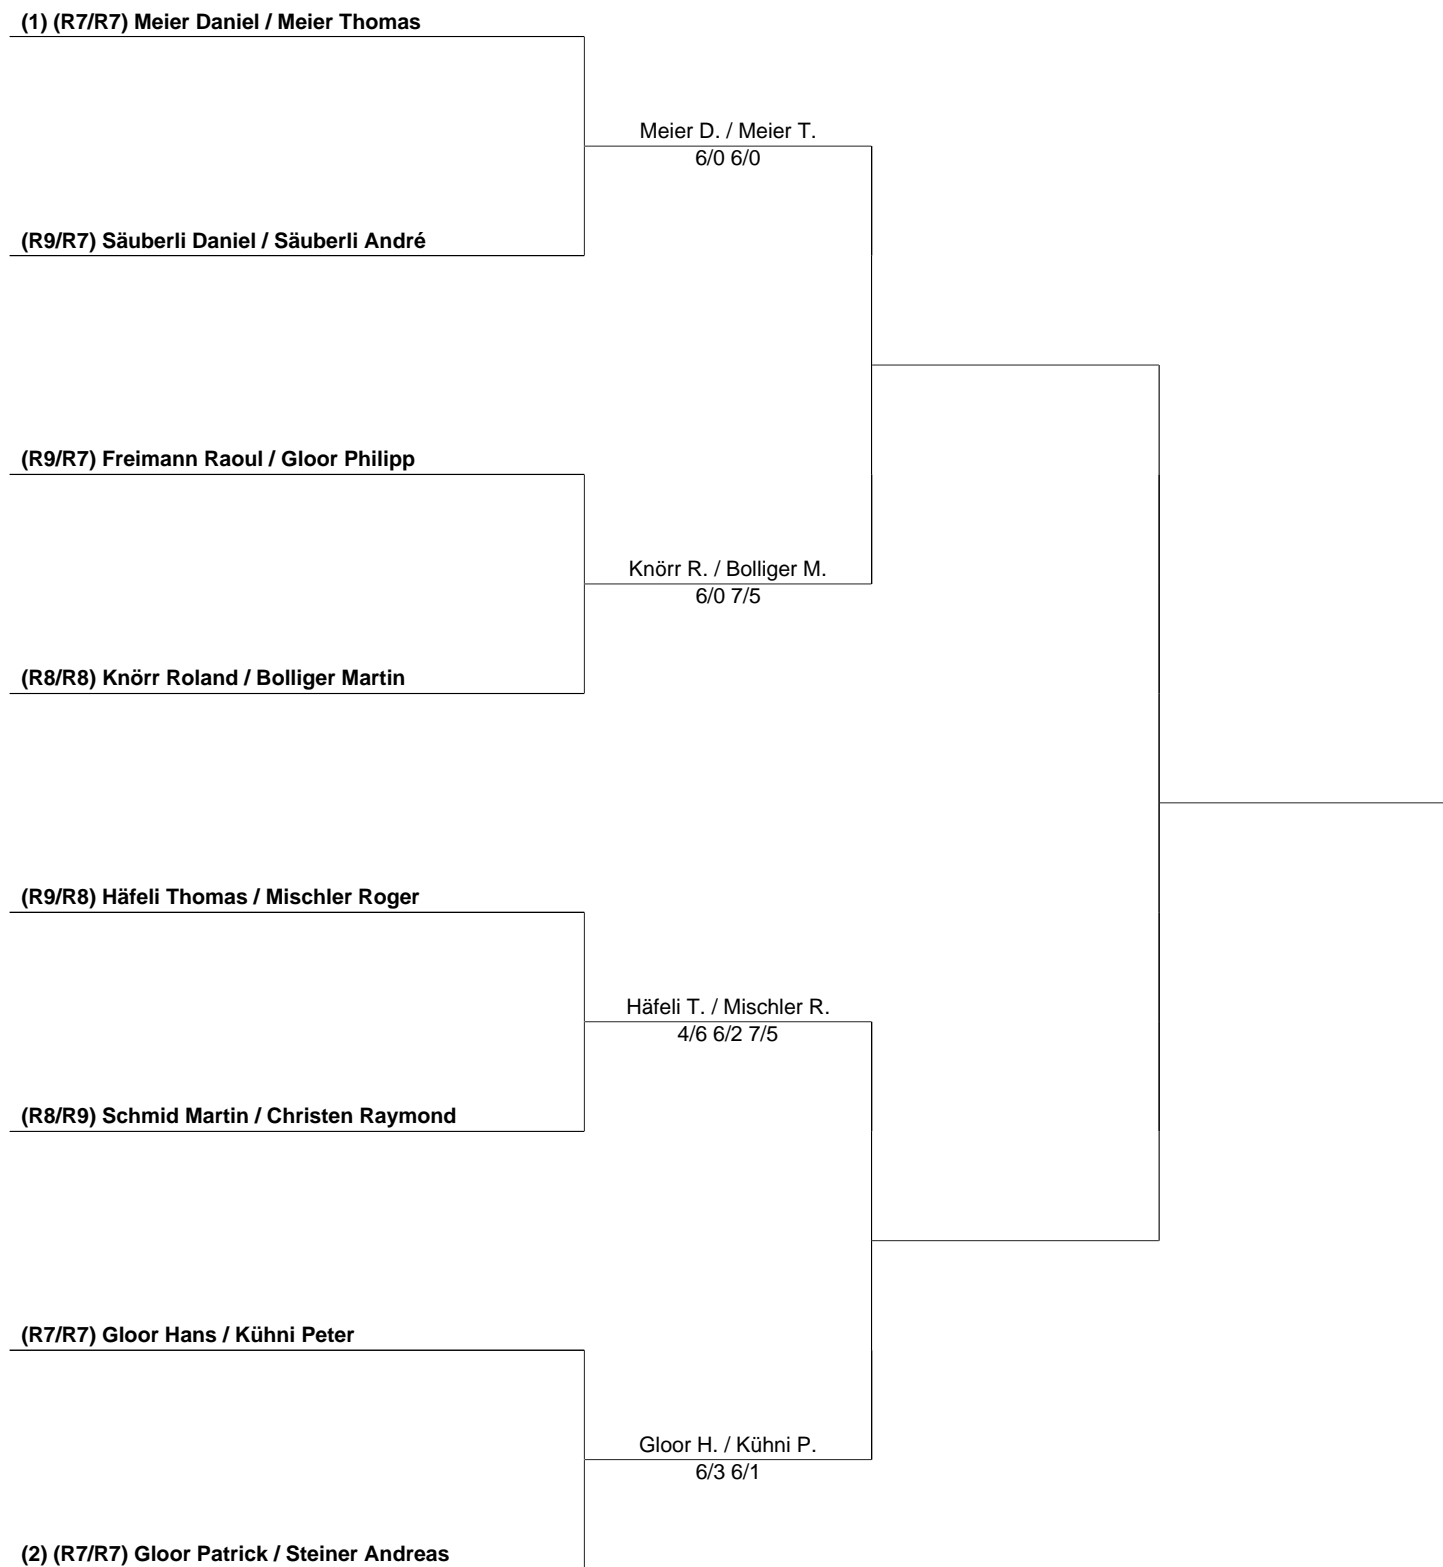 (1) (R7/R7) Meier Daniel / Meier Thomas
Meier D. / Meier T.
6/0 6/0
(R9/R7) Säuberli Daniel / Säuberli André
(R9/R7) Freimann Raoul / Gloor Philipp
Knörr R. / Bolliger M.
6/0 7/5
(R8/R8) Knörr Roland / Bolliger Martin
(R9/R8) Häfeli Thomas / Mischler Roger
Häfeli T. / Mischler R.
4/6 6/2 7/5
(R8/R9) Schmid Martin / Christen Raymond
(R7/R7) Gloor Hans / Kühni Peter
Gloor H. / Kühni P.
6/3 6/1
(2) (R7/R7) Gloor Patrick / Steiner Andreas